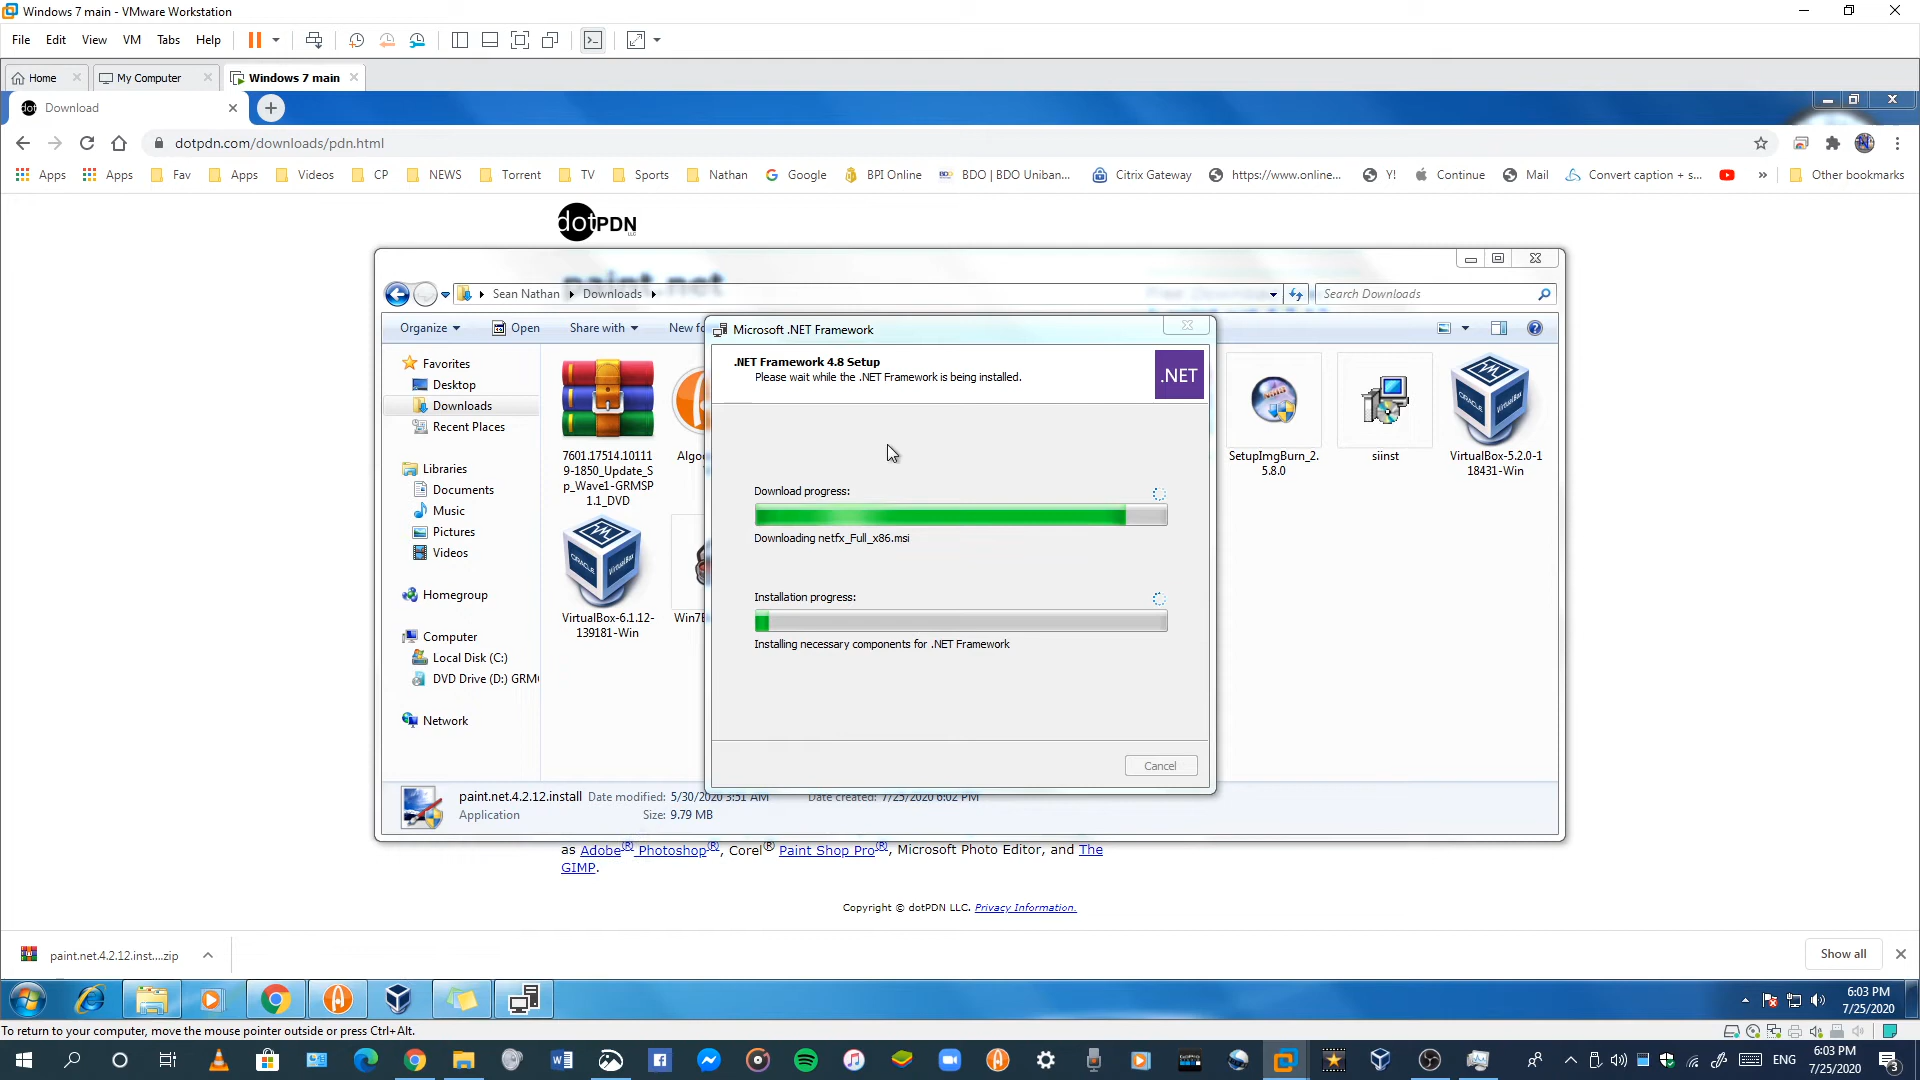 Windows 7 main - VMware Workstation
File Edit View VM Tabs Help
Home My Computer Windows 7 main
dot Download
dotpdn.com/downloads/pdn.html
Apps Apps Fav Apps Videos CP NEWS Torrent TV Sports Nathan Google BPI Online BDO | BDO Uniban... Citrix Gateway https://www.online... Y! Continue Mail Convert caption + s... » Other bookmarks
dotPDN LLC
paint.net
Sean Nathan Downloads Search Downloads
Organize Open Share with New fo
Microsoft .NET Framework
.NET Framework 4.8 Setup
Please wait while the .NET Framework is being installed.
.NET
Favorites
Desktop
Downloads
Recent Places
Libraries
Documents
Music
Pictures
Videos
Homegroup
Computer
Local Disk (C:)
DVD Drive (D:) GRM
Network
7601.17514.10111
9-1850_Update_S
p_Wave1-GRMSP
1.1_DVD
Algo
SetupImgBurn_2.
5.8.0
siinst
VirtualBox-5.2.0-1
18431-Win
VirtualBox-6.1.12-
139181-Win
Download progress:
Downloading netfx_Full_x86.msi
Installation progress:
Installing necessary components for .NET Framework
Cancel
paint.net.4.2.12.install Date modified: 5/30/2020 3:51 AM Date created: 7/25/2020 6:02 PM
Application Size: 9.79 MB
as Adobe(R) Photoshop(R), Corel(R) Paint Shop Pro(R), Microsoft Photo Editor, and The
GIMP.
Copyright © dotPDN LLC. Privacy Information.
paint.net.4.2.12.inst....zip Show all
6:03 PM
7/25/2020
To return to your computer, move the mouse pointer outside or press Ctrl+Alt.
ENG
6:03 PM
7/25/2020
3